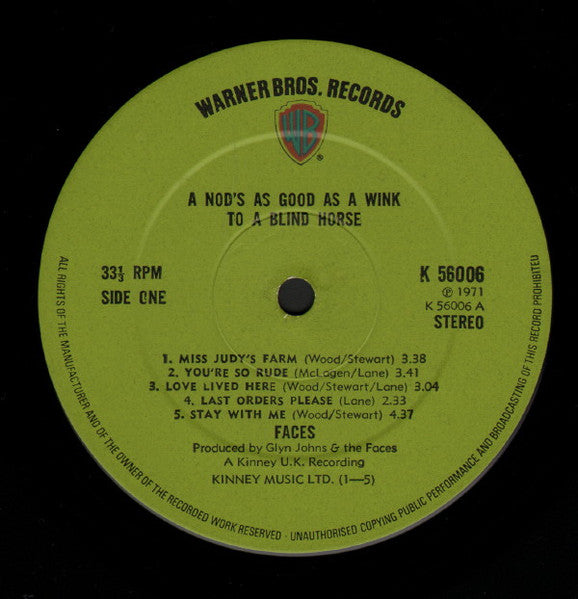 WARNER BROS. RECORDS
WB
®
A NOD'S AS GOOD AS A WINK
TO A BLIND HORSE
33⅓ RPM
SIDE ONE
K 56006
℗ 1971
K 56006 A
STEREO
1. MISS JUDY'S FARM (Wood/Stewart) 3.38
2. YOU'RE SO RUDE (McLagen/Lane) 3.41
3. LOVE LIVED HERE (Wood/Stewart/Lane) 3.04
4. LAST ORDERS PLEASE (Lane) 2.33
5. STAY WITH ME (Wood/Stewart) 4.37
FACES
Produced by Glyn Johns & the Faces
A Kinney U.K. Recording
KINNEY MUSIC LTD. (1—5)
ALL RIGHTS OF THE MANUFACTURER AND OF THE OWNER OF THE RECORDED WORK RESERVED · UNAUTHORISED COPYING PUBLIC PERFORMANCE AND BROADCASTING OF THIS RECORD PROHIBITED